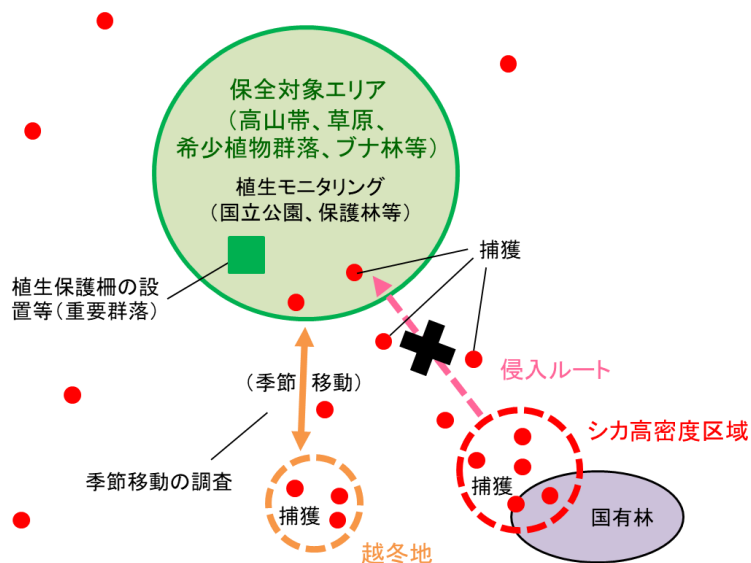 保全対象エリア
（高山帯、草原、
希少植物群落、ブナ林等）
植生モニタリング
（国立公園、保護林等）
捕獲
植生保護柵の設
置等（重要群落）
侵入ルート
（季節 移動）
シカ高密度区域
季節移動の調査
捕獲
捕獲
国有林
越冬地